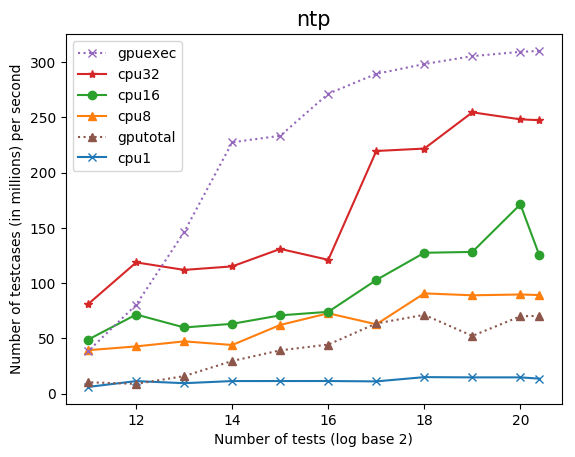 ntp
gpuexec
cpu32
cpu16
cpu8
gputotal
cpu1
Number of testcases (in millions) per second
300
250
200
150
100
50
0
12
14
16
18
20
Number of tests (log base 2)